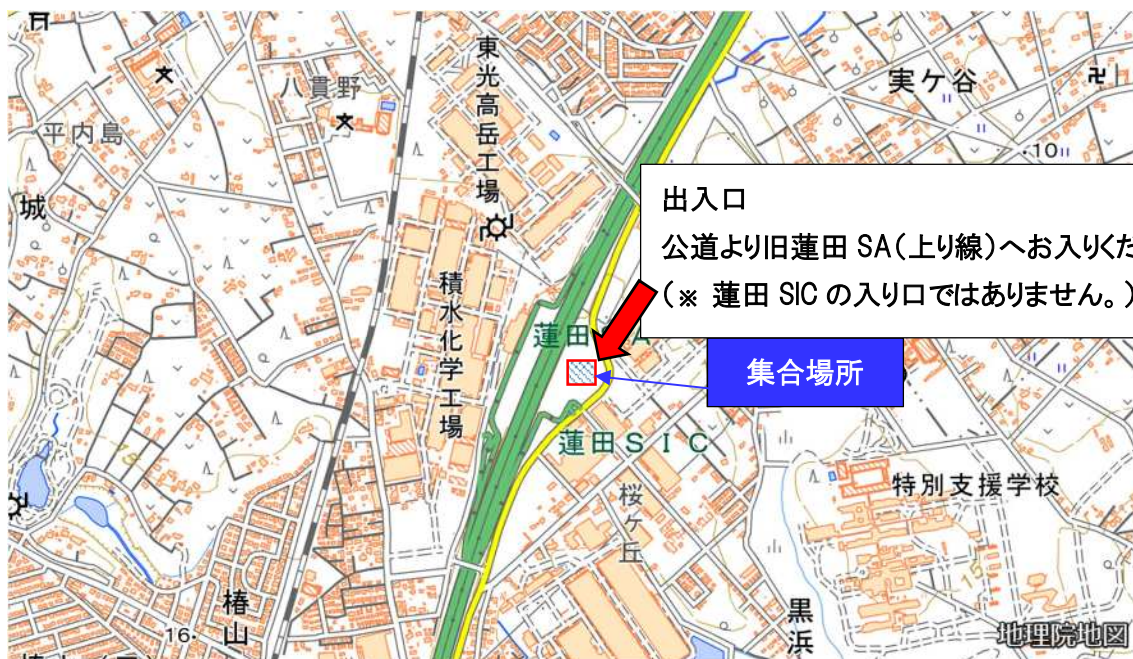 東光高岳工場
八貫野
平内島
城
実ケ谷
10
出入口
公道より旧蓮田 SA(上り線)へお入りくだ
(※ 蓮田 SIC の入り口ではありません。)
積水化学工場
蓮田
A
集合場所
蓮田SIC
特別支援学校
桜ケ丘
15
椿山
16
黒浜
地理院地図